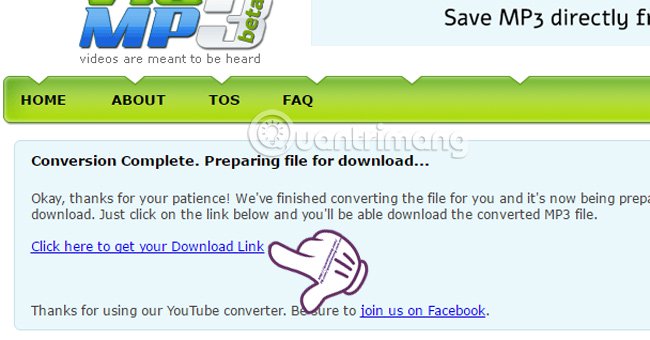 Save MP3 directly f
MP3
beta
videos are meant to be heard
HOME ABOUT TOS FAQ
Quantrimang
Conversion Complete. Preparing file for download...
Okay, thanks for your patience! We've finished converting the file for you and it's now being prepa
download. Just click on the link below and you'll be able download the converted MP3 file.
Click here to get your Download Link
Thanks for using our YouTube converter. Be sure to join us on Facebook.